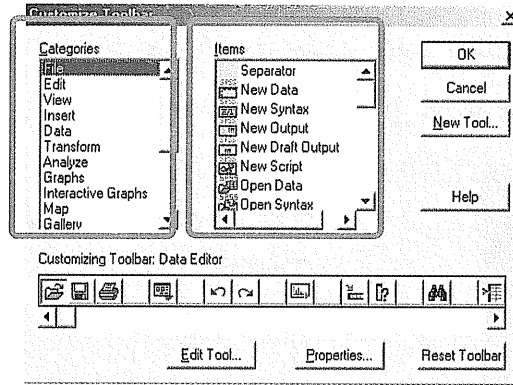 Customize Toolbar
Categories
File
Edit
View
Insert
Data
Transform
Analyze
Graphs
Interactive Graphs
Map
Gallery
Items
Separator
New Data
New Syntax
New Output
New Draft Output
New Script
Open Data
Open Syntax
OK
Cancel
New Tool...
Help
Customizing Toolbar: Data Editor
Edit Tool...
Properties...
Reset Toolbar